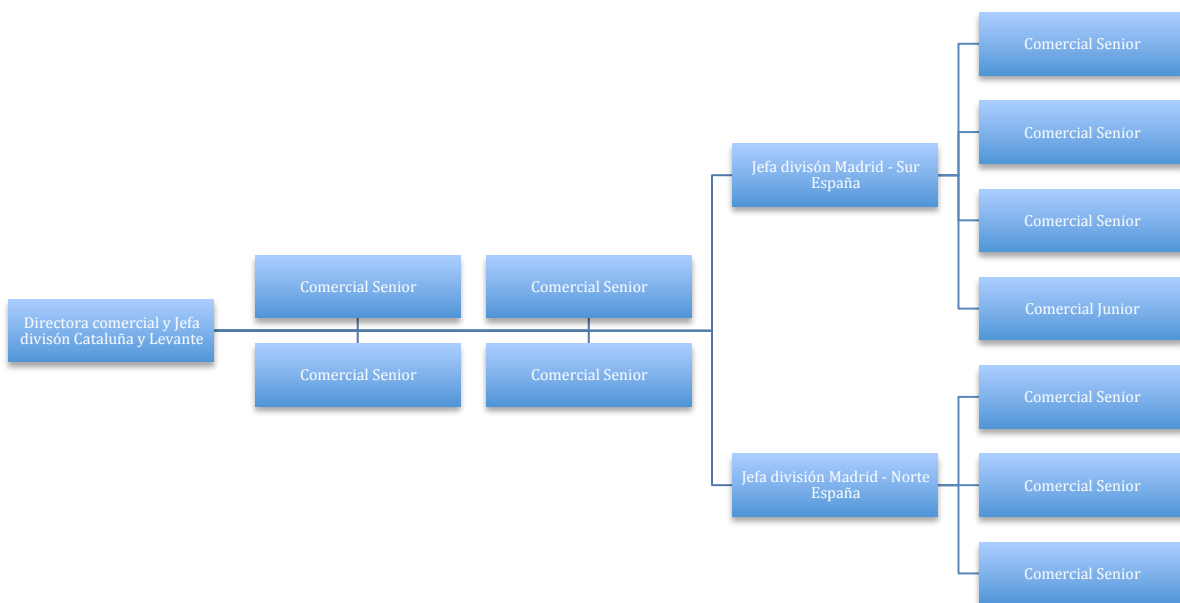 Directora comercial y Jefa
divisón Cataluña y Levante
Comercial Senior
Comercial Senior
Comercial Senior
Comercial Senior
Jefa divisón Madrid - Sur
España
Comercial Senior
Comercial Senior
Comercial Senior
Comercial Junior
Jefa división Madrid - Norte
España
Comercial Senior
Comercial Senior
Comercial Senior